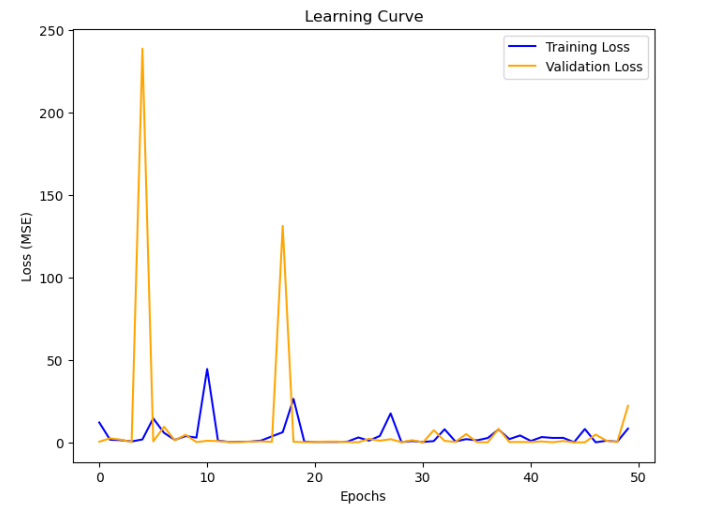 Learning Curve
Training Loss
Validation Loss
250
200
150
100
50
0
Loss (MSE)
0 10 20 30 40 50
Epochs